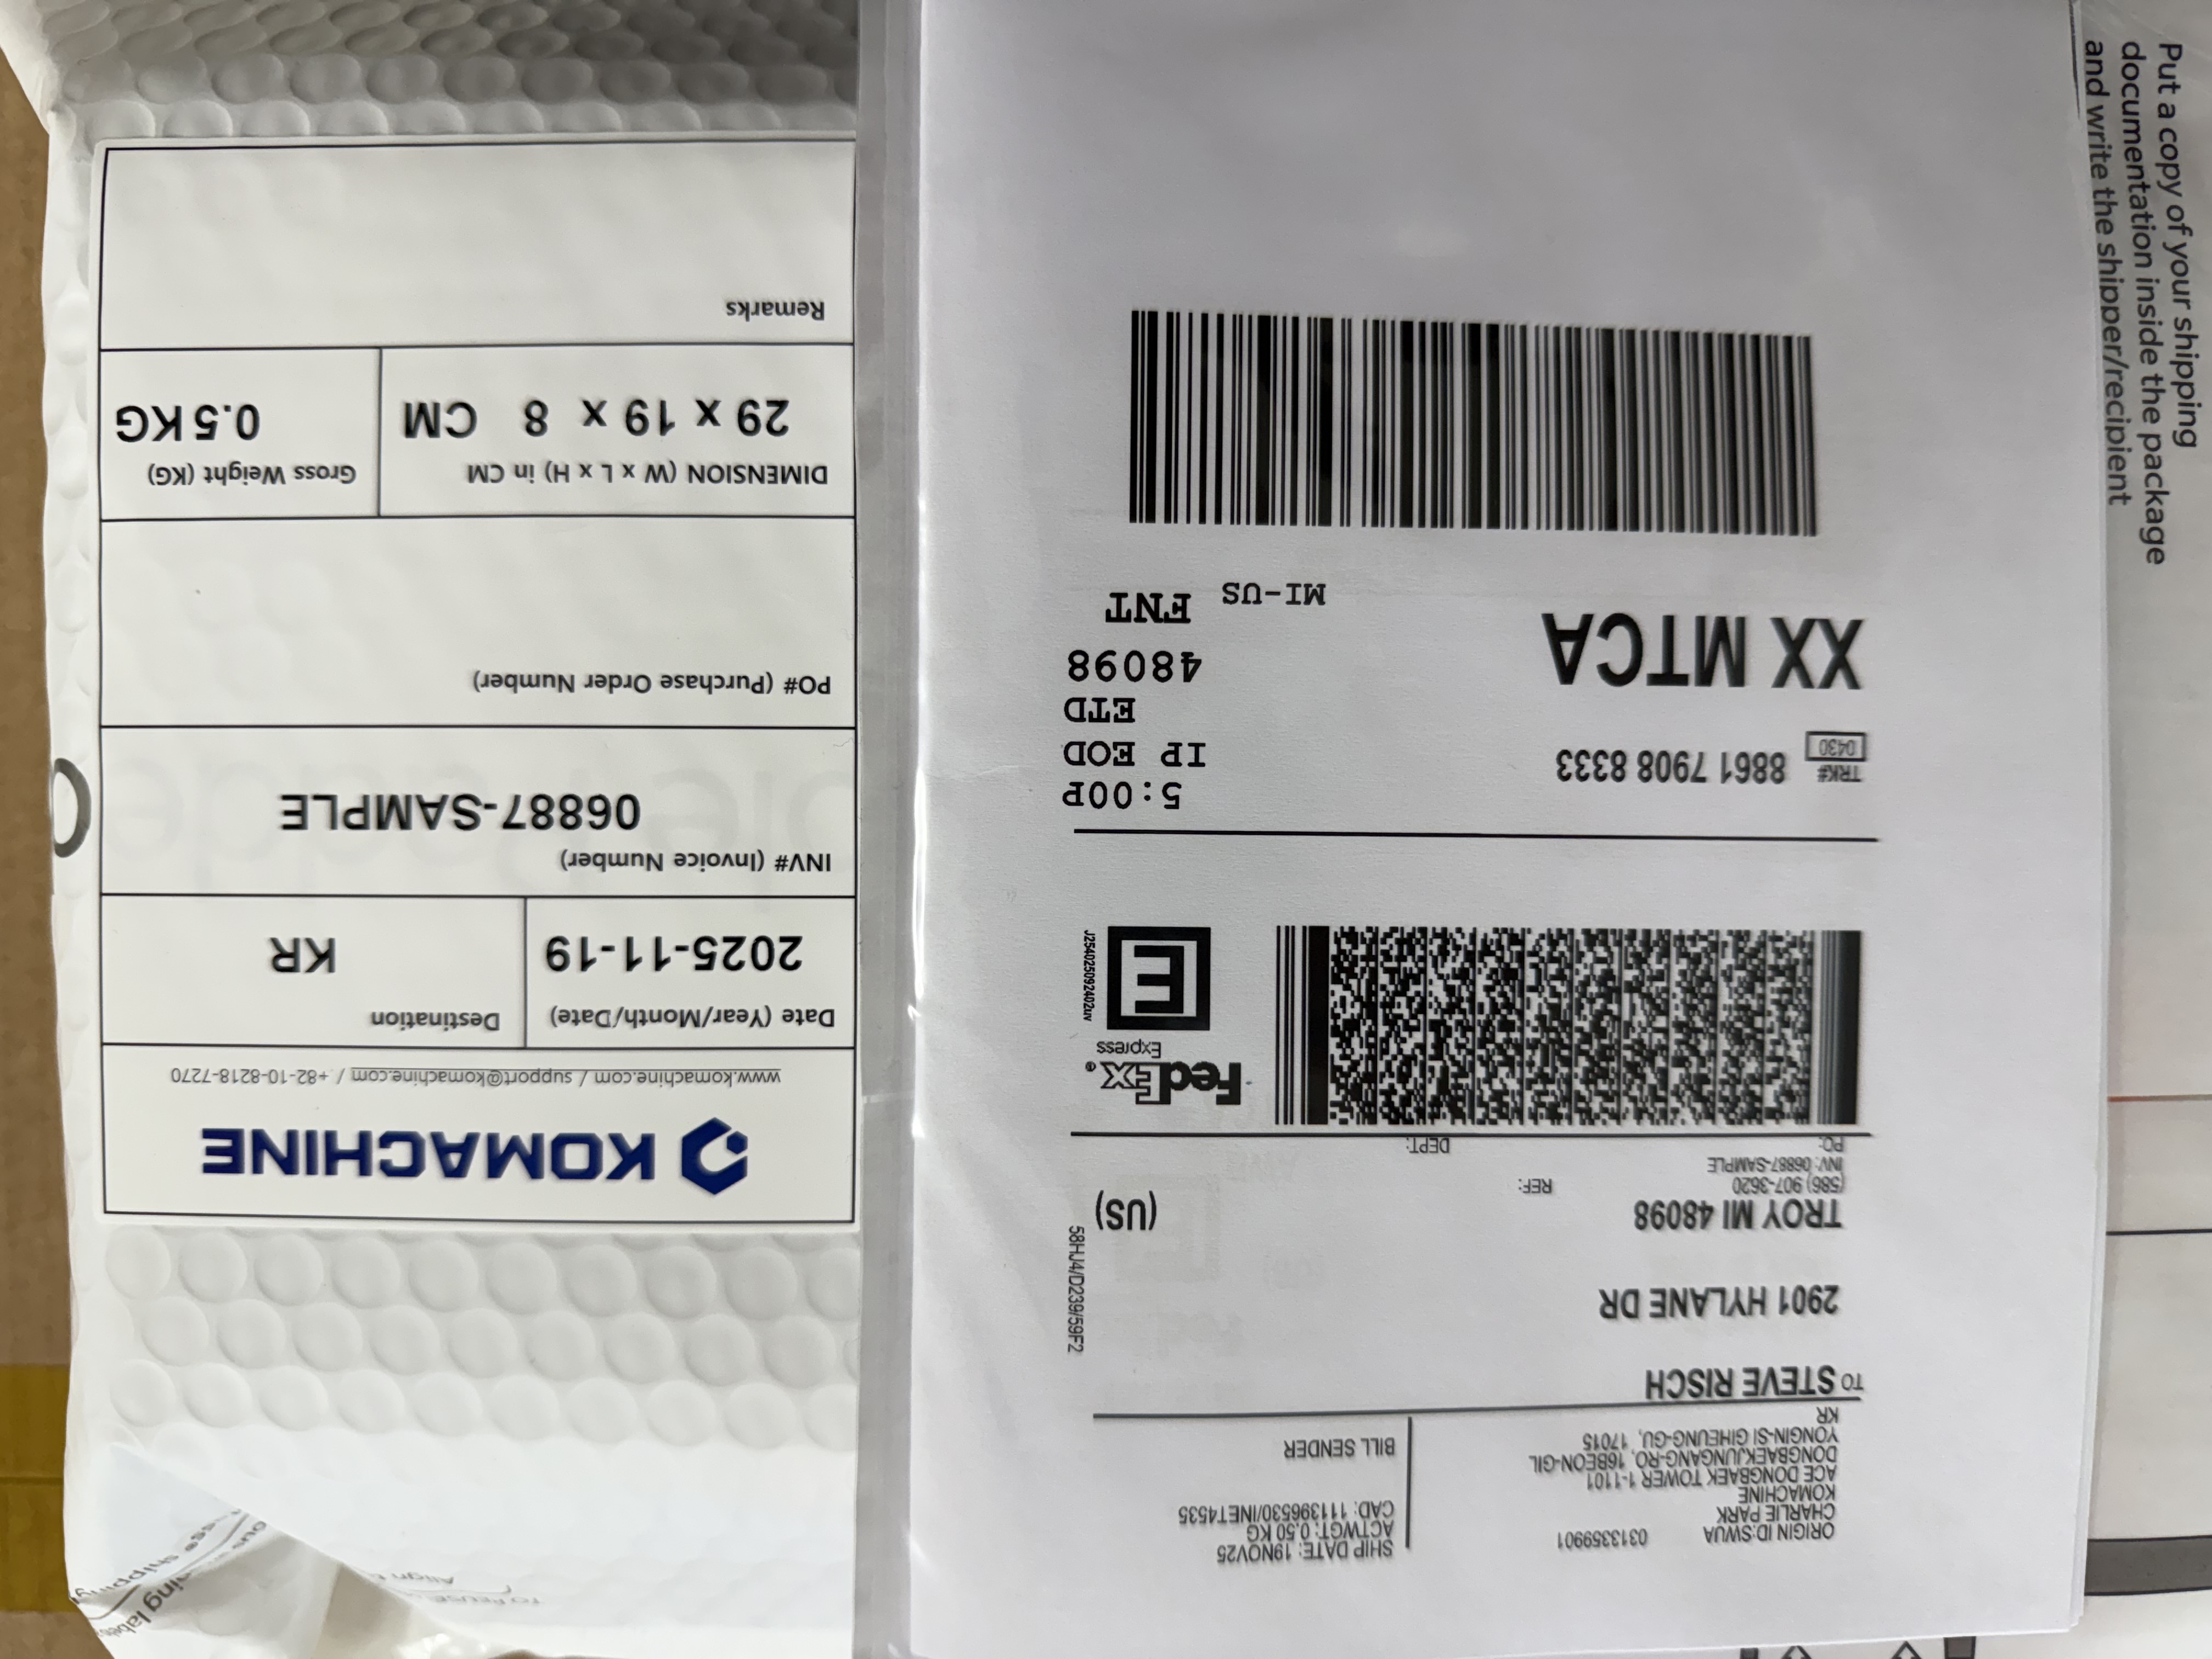 KOMACHINE
www.komachine.com / support@komachine.com / +82-10-8218-7270
Date (Year/Month/Date)
2025-11-19
Destination
KR
INV# (Invoice Number)
06887-SAMPLE
PO# (Purchase Order Number)
DIMENSION (W x L x H) in CM
29 x 19 x 8 CM
Gross Weight (KG)
0.5 KG
Remarks
ORIGIN ID:SWUA 0313359901
CHARLIE PARK
KOMACHINE
ACE DONGBAEK TOWER 1-1101
DONGBAEKJUNGANG-RO, 16BEON-GIL
YONGIN-SI GIHEUNG-GU, 17015
KR
SHIP DATE: 19NOV25
ACTWGT: 0.50 KG
CAD: 111396530/INET4535
BILL SENDER
TO STEVE RISCH
2901 HYLANE DR
TROY MI 48098
(US)
(586) 907-3620
REF:
INV: 06887-SAMPLE
PO:
DEPT:
58HJ4/D239/59F2
FedEx®
Express
E
J254025092402uv
TRK#
0430
8861 7908 8333
5:00P
IP EOD
ETD
XX MTCA
48098
MI-US
FNT
Put a copy of your shipping
documentation inside the package
and write the shipper/recipient